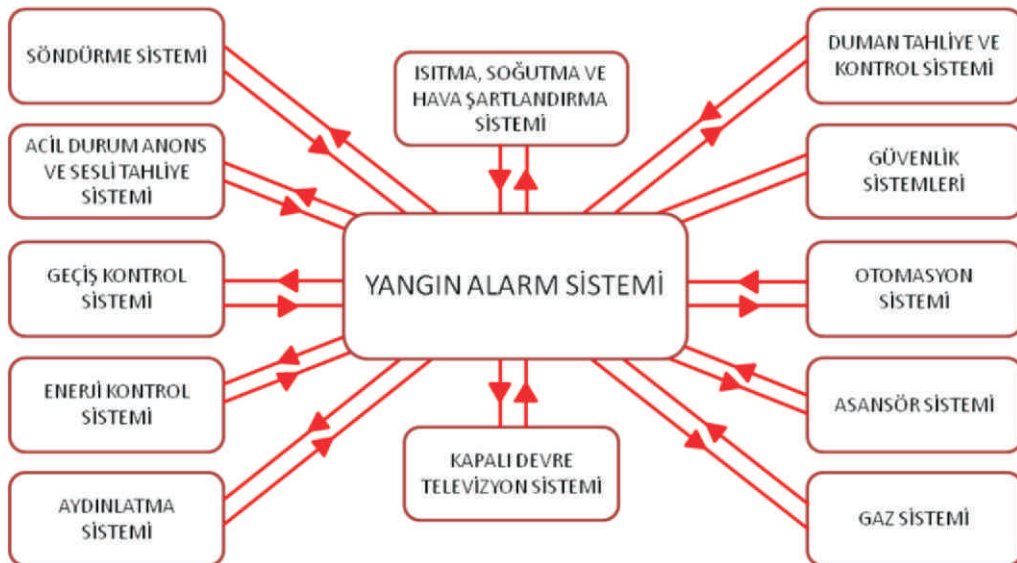 SÖNDÜRME SİSTEMİ
ACİL DURUM ANONS
VE SESLİ TAHLİYE
SİSTEMİ
GEÇİŞ KONTROL
SİSTEMİ
ENERJİ KONTROL
SİSTEMİ
AYDINLATMA
SİSTEMİ
ISITMA, SOĞUTMA VE
HAVA ŞARTLANDIRMA
SİSTEMİ
YANGIN ALARM SİSTEMİ
KAPALI DEVRE
TELEVİZYON SİSTEMİ
DUMAN TAHLİYE VE
KONTROL SİSTEMİ
GÜVENLİK
SİSTEMLERİ
OTOMASYON
SİSTEMİ
ASANSÖR SİSTEMİ
GAZ SİSTEMİ